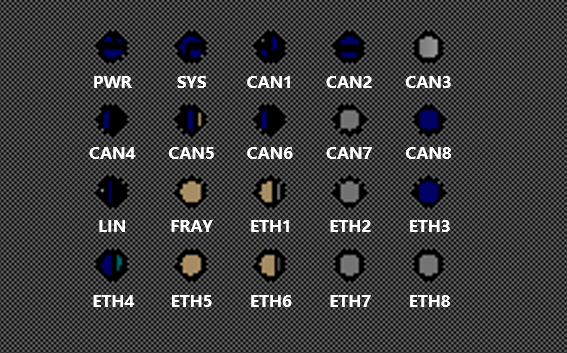 PWR SYS CAN1 CAN2 CAN3
CAN4 CAN5 CAN6 CAN7 CAN8
LIN FRAY ETH1 ETH2 ETH3
ETH4 ETH5 ETH6 ETH7 ETH8